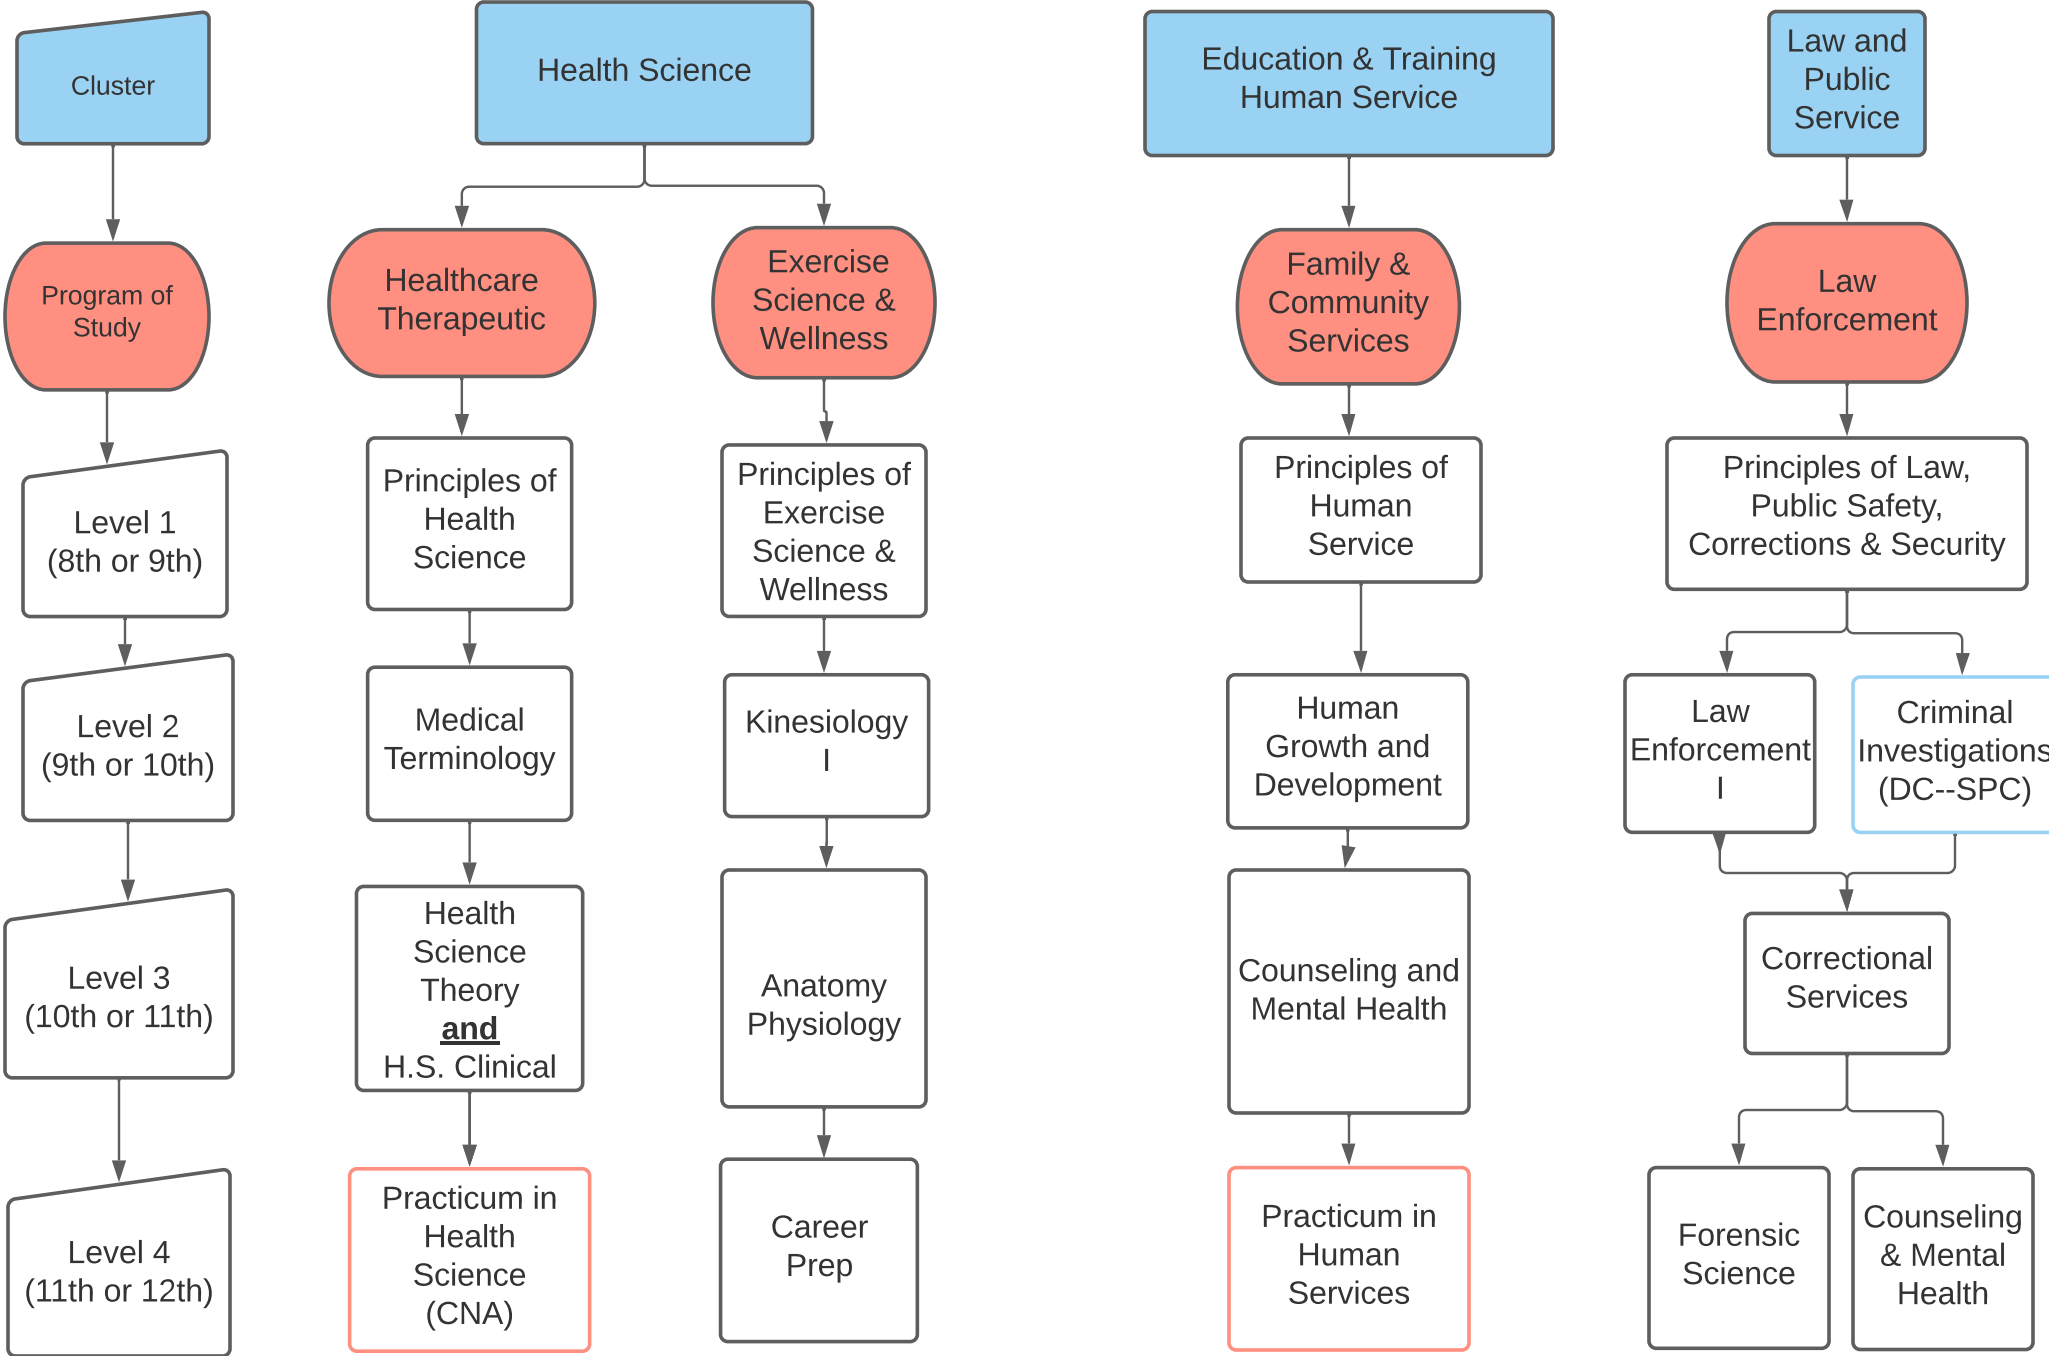 Cluster
Health Science
Education & Training
Human Service
Law and
Public
Service
Program of
Study
Healthcare
Therapeutic
Exercise
Science &
Wellness
Family &
Community
Services
Law
Enforcement
Level 1
(8th or 9th)
Principles of
Health
Science
Principles of
Exercise
Science &
Wellness
Principles of
Human
Service
Principles of Law,
Public Safety,
Corrections & Security
Level 2
(9th or 10th)
Medical
Terminology
Kinesiology
I
Human
Growth and
Development
Law
Enforcement
I
Criminal
Investigations
(DC--SPC)
Level 3
(10th or 11th)
Health
Science
Theory
and
H.S. Clinical
Anatomy
Physiology
Counseling and
Mental Health
Correctional
Services
Level 4
(11th or 12th)
Practicum in
Health
Science
(CNA)
Career
Prep
Practicum in
Human
Services
Forensic
Science
Counseling
& Mental
Health